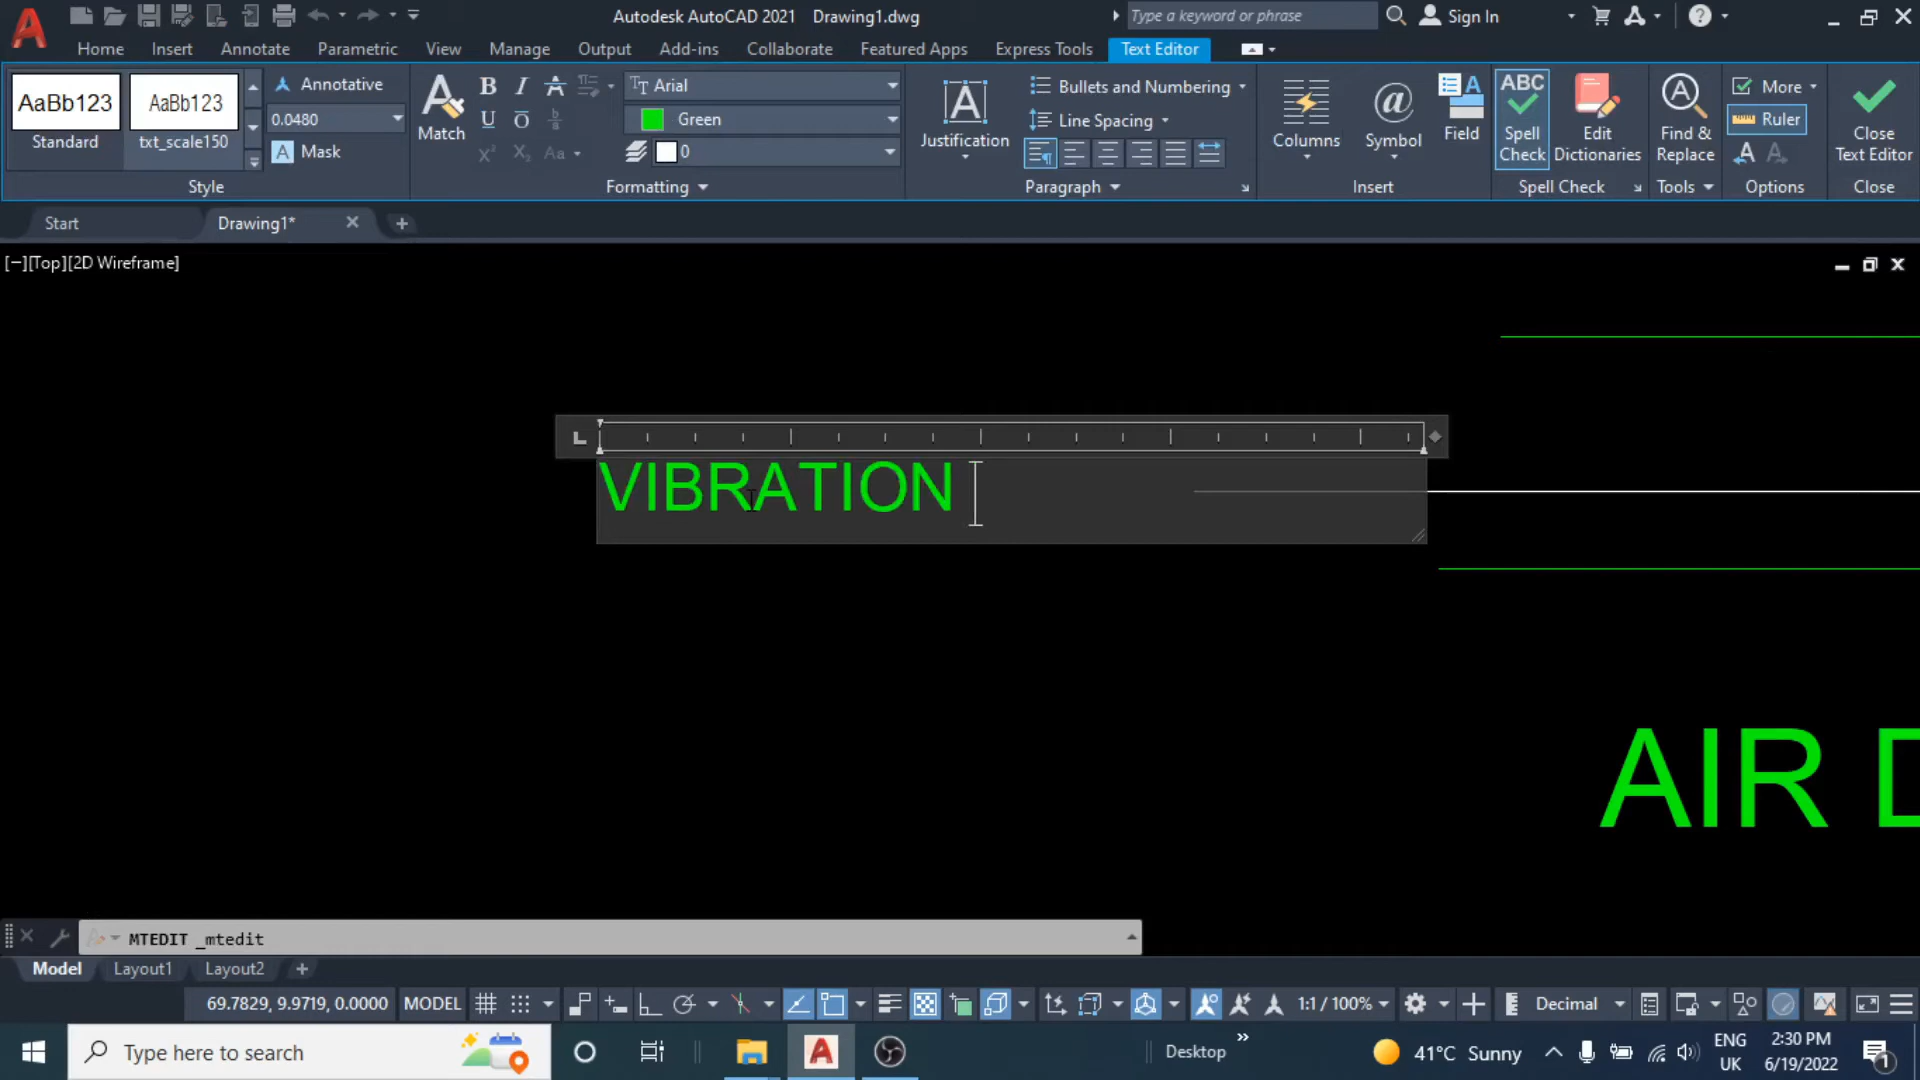 Autodesk AutoCAD 2021 Drawing1.dwg
Type a keyword or phrase
Sign In
Home Insert Annotate Parametric View Manage Output Add-ins Collaborate Featured Apps Express Tools Text Editor
AaBb123
Standard
AaBb123
txt_scale150
Annotative
0.0480
Mask
Style
Match
Arial
Green
0
Formatting
Justification
Bullets and Numbering
Line Spacing
Paragraph
Columns
Symbol
Field
Insert
ABC
Spell
Check
Edit
Dictionaries
Spell Check
Find &
Replace
Tools
More
Ruler
Options
Close
Text Editor
Close
Start
Drawing1*
[−][Top][2D Wireframe]
VIBRATION
AIR D
MTEDIT _mtedit
Model Layout1 Layout2
69.7829, 9.9719, 0.0000 MODEL 1:1 / 100% Decimal
Type here to search
Desktop
41°C Sunny
ENG
UK
2:30 PM
6/19/2022
1